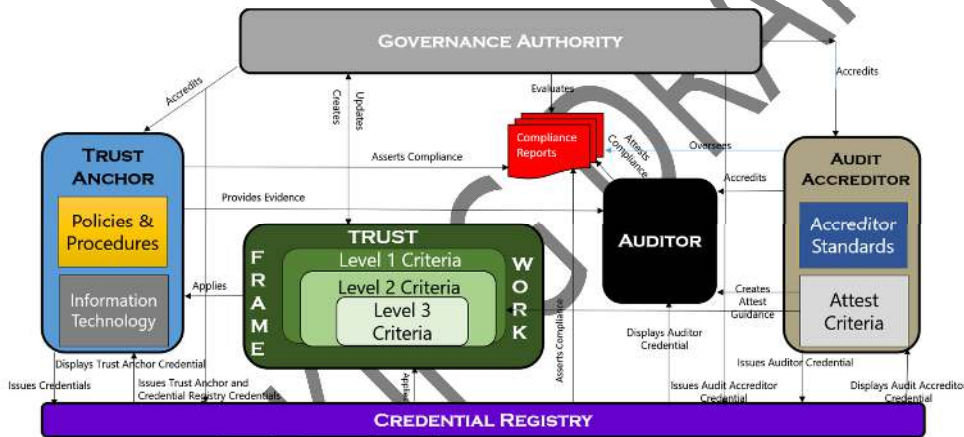 GOVERNANCE AUTHORITY
Accredits
Creates
Updates
Evaluates
Accredits
TRUST
ANCHOR
Policies &
Procedures
Information
Technology
Asserts Compliance
Provides Evidence
Compliance
Reports
Attests
Compliance
Oversees
Accredits
AUDITOR
AUDIT
ACCREDITOR
Accreditor
Standards
Attest
Criteria
TRUST
FRAME
WORK
Level 1 Criteria
Level 2 Criteria
Level 3
Criteria
Applies
Creates
Attest
Guidance
Asserts Compliance
Displays Auditor
Credential
Displays Trust Anchor Credential
Issues Credentials
Issues Trust Anchor and
Credential Registry Credentials
Issues Auditor Credential
Issues Audit Accreditor
Credential
Displays Audit Accreditor
Credential
CREDENTIAL REGISTRY